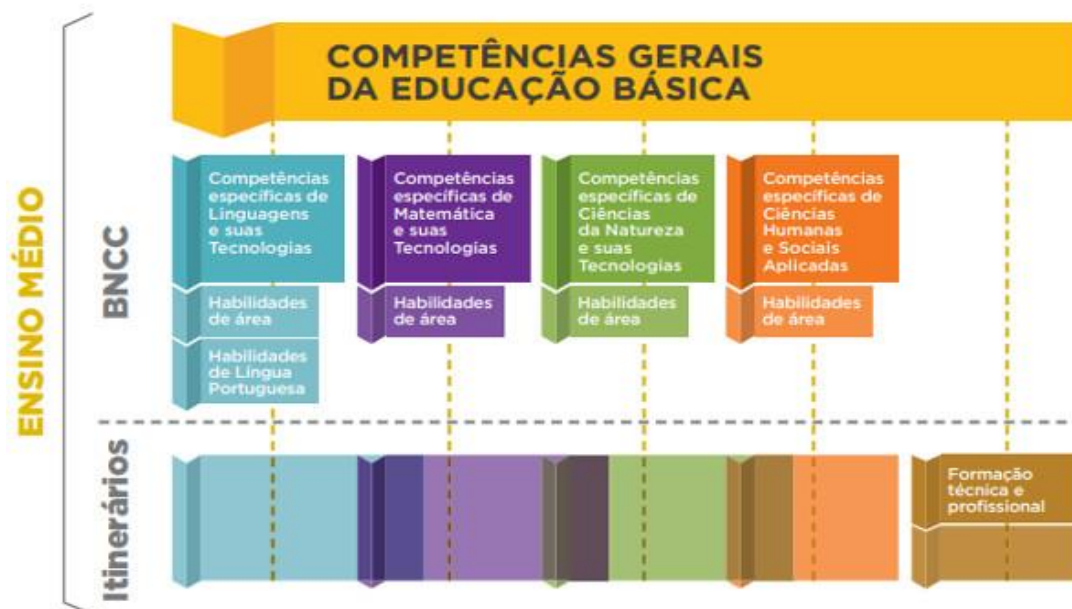 COMPETÊNCIAS GERAIS
DA EDUCAÇÃO BÁSICA
ENSINO MÉDIO
BNCC
Competências
específicas de
Linguagens
e suas
Tecnologias
Habilidades
de área
Habilidades
de Língua
Portuguesa
Competências
específicas de
Matemática
e suas
Tecnologias
Habilidades
de área
Competências
específicas de
Ciências
da Natureza
e suas
Tecnologias
Habilidades
de área
Competências
específicas de
Ciências
Humanas
e Sociais
Aplicadas
Habilidades
de área
Itinerários
Formação
técnica e
profissional